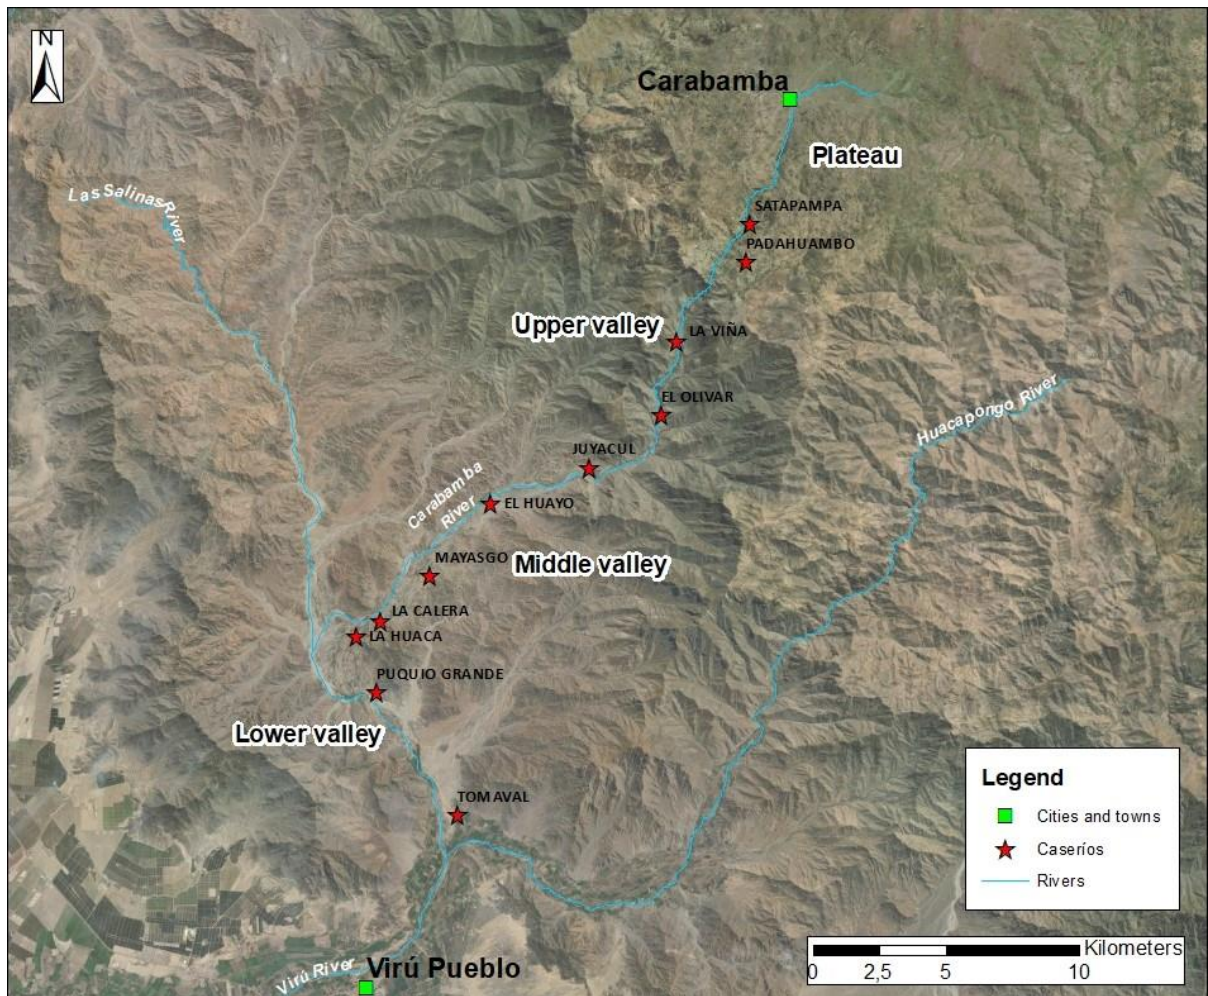 N
Carabamba
Plateau
Las Salinas River
SATAPAMPA
PADAHUAMBO
Upper valley
LA VIÑA
EL OLIVAR
Huacapongo River
JUYACUL
Carabamba
River
EL HUAYO
MAYASGO
Middle valley
LA CALERA
LA HUACA
PUQUIO GRANDE
Lower valley
TOMAVAL
Legend
Cities and towns
Caseríos
Rivers
Kilometers
0 2,5 5 10
Virú River
Virú Pueblo